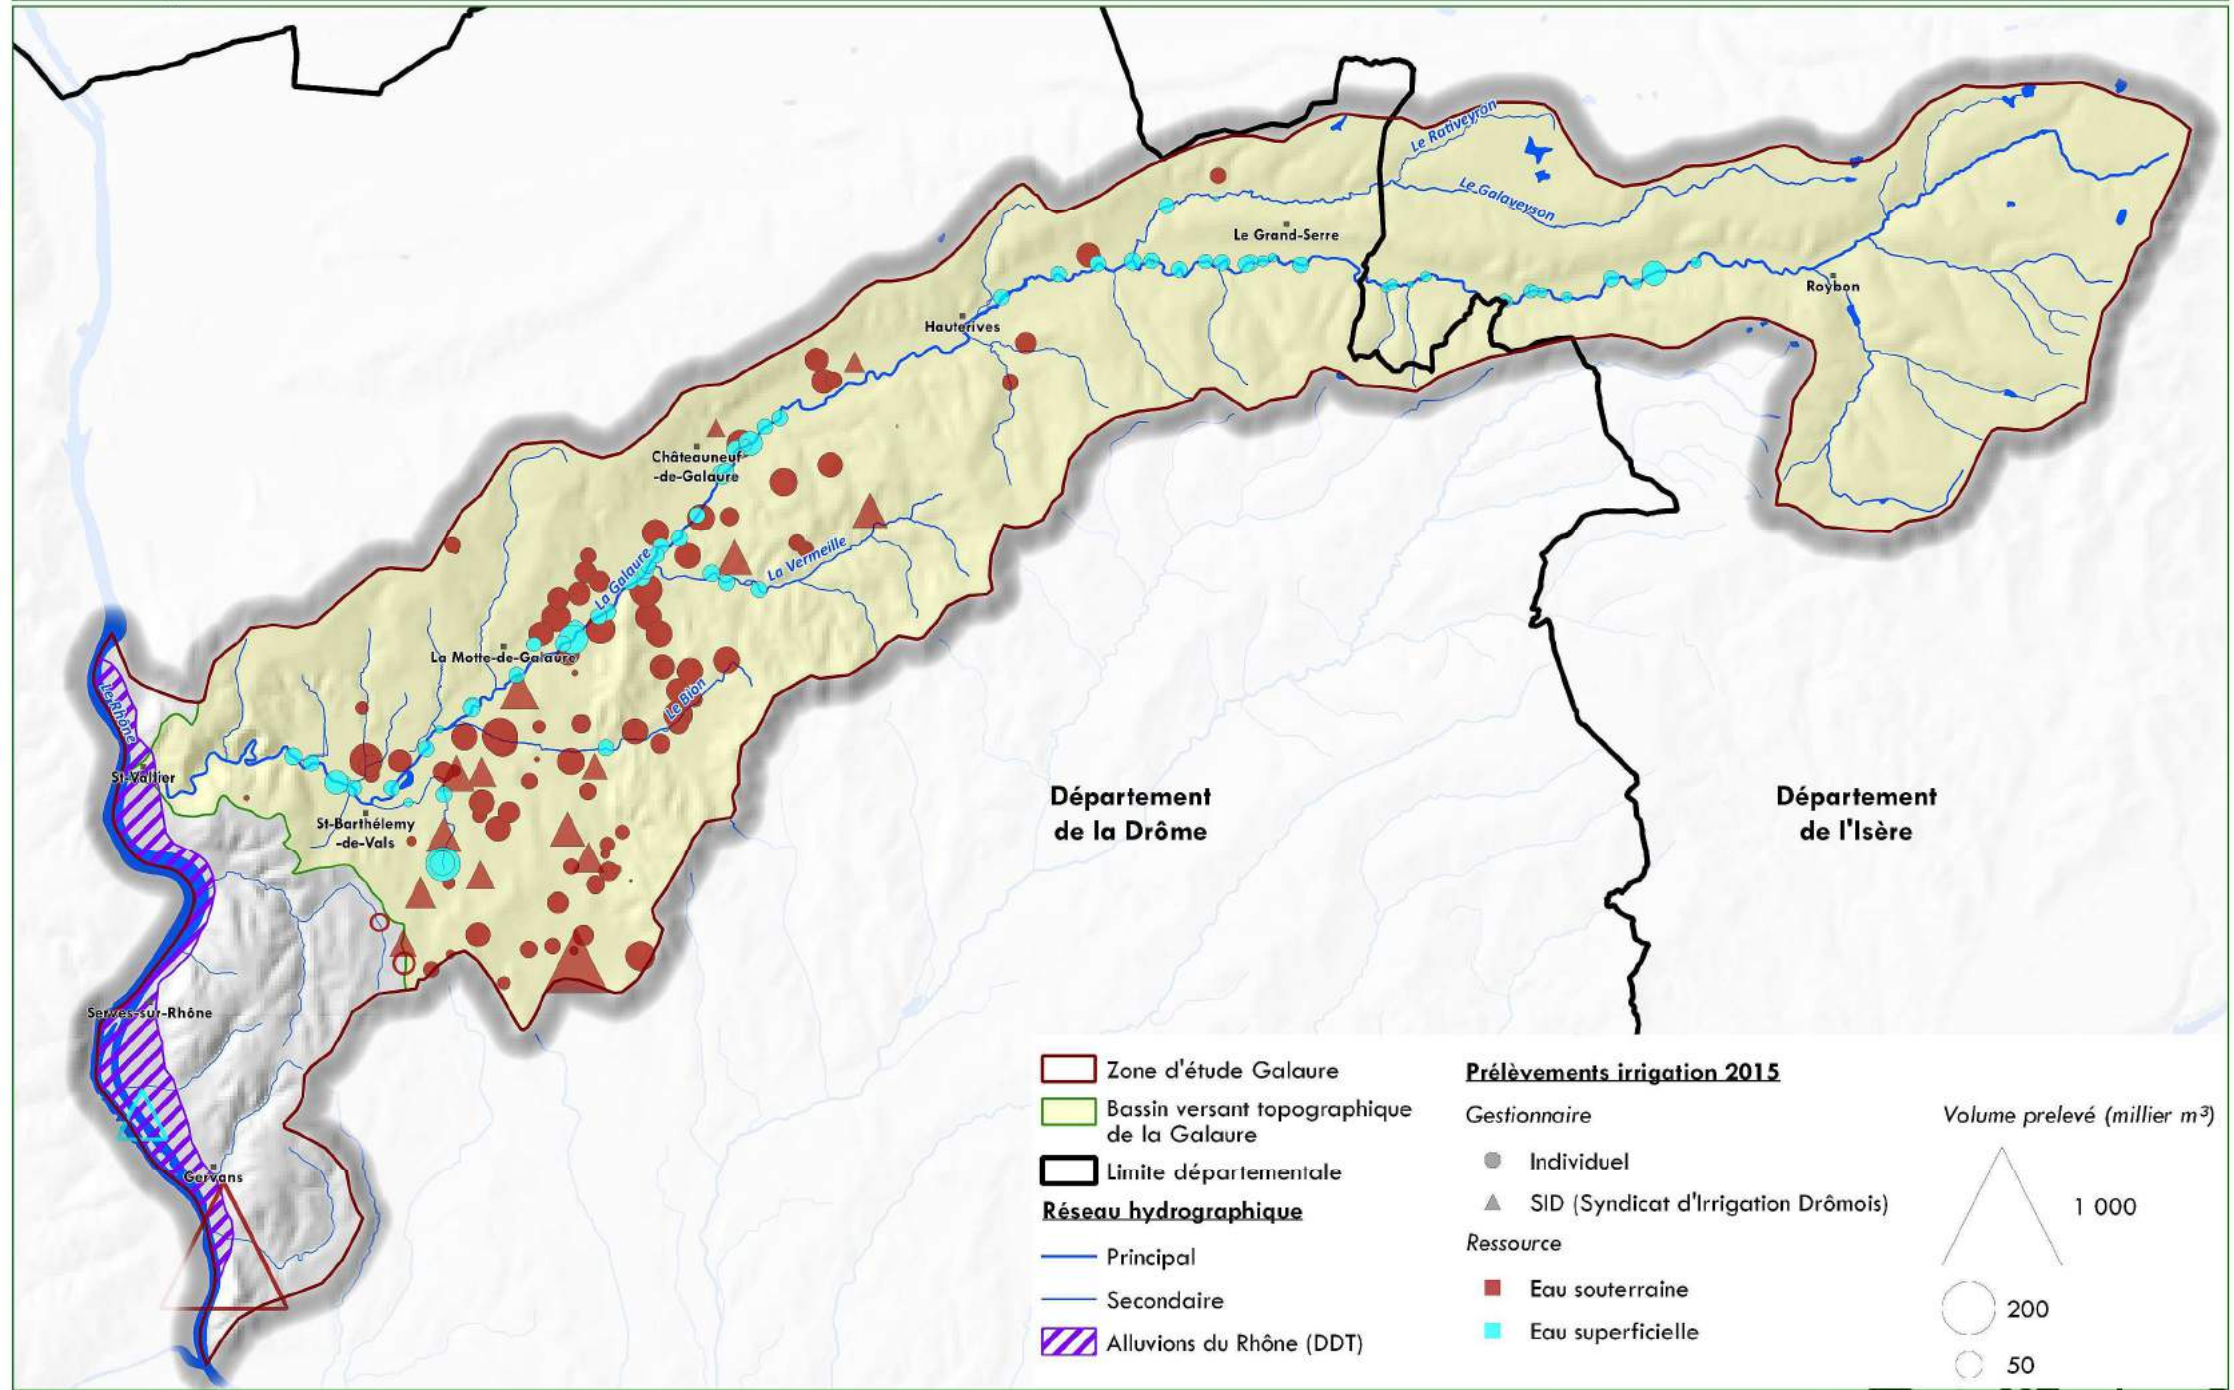 Le Rativeyron
Le Galaveyson
Le Grand-Serre
Roybon
Hauterives
Châteauneuf
-de-Galaure
La Vermeille
La Galaure
La Motte-de-Galaure
Le Bion
Le Rhône
St-Vallier
St-Barthélemy
-de-Vals
Département
de la Drôme
Département
de l'Isère
Serves-sur-Rhône
Gervans
Zone d'étude Galaure
Bassin versant topographique
de la Galaure
Limite départementale
Réseau hydrographique
Principal
Secondaire
Alluvions du Rhône (DDT)
Prélèvements irrigation 2015
Gestionnaire
Individuel
SID (Syndicat d'Irrigation Drômois)
Ressource
Eau souterraine
Eau superficielle
Volume prelevé (millier m³)
1 000
200
50